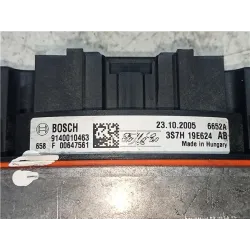 BOSCH
9140010463
658 F 00647561
23.10.2005 6652A
3S7H 19E624 AB
Made in Hungary